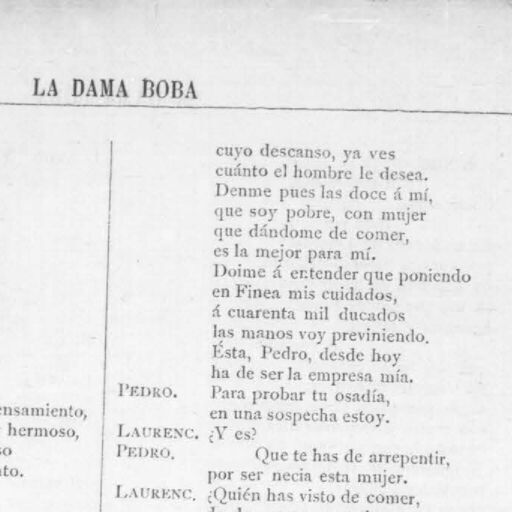 LA DAMA BOBA
ensamiento,
hermoso,
so
nto.
cuyo descanso, ya ves
cuánto el hombre le desea.
Denme pues las doce á mí,
que soy pobre, con mujer
que dándome de comer,
es la mejor para mí.
Doime á entender que poniendo
en Finea mis cuidados,
á cuarenta mil ducados
las manos voy previniendo.
Ésta, Pedro, desde hoy
ha de ser la empresa mía.
PEDRO. Para probar tu osadía,
en una sospecha estoy.
LAURENC. ¿Y es?
PEDRO. Que te has de arrepentir,
por ser necia esta mujer.
LAURENC. ¿Quién has visto de comer,